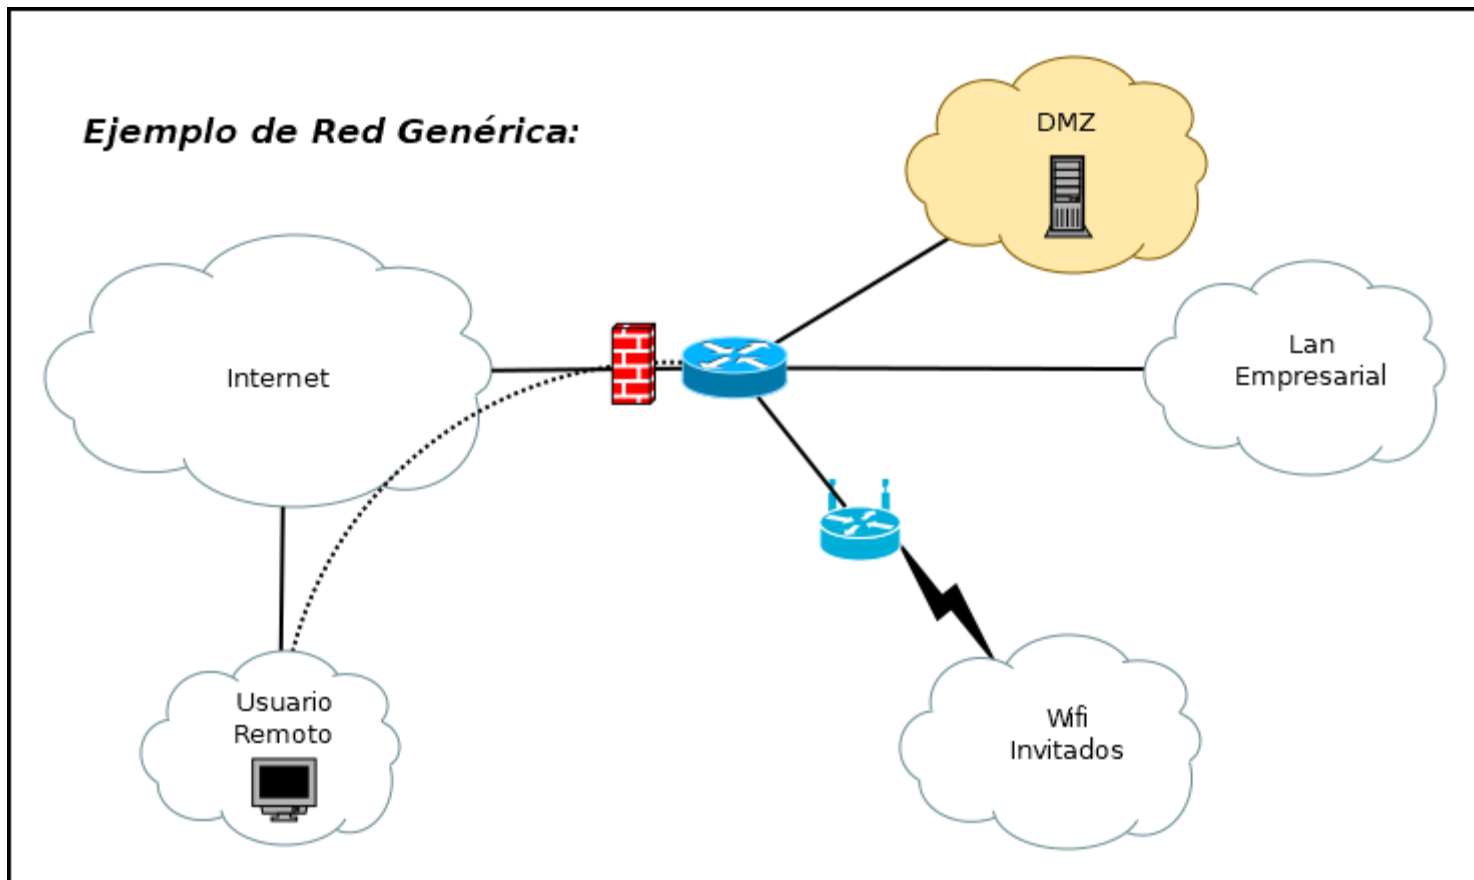 Ejemplo de Red Genérica:
DMZ
Internet
Lan
Empresarial
Usuario
Remoto
Wifi
Invitados